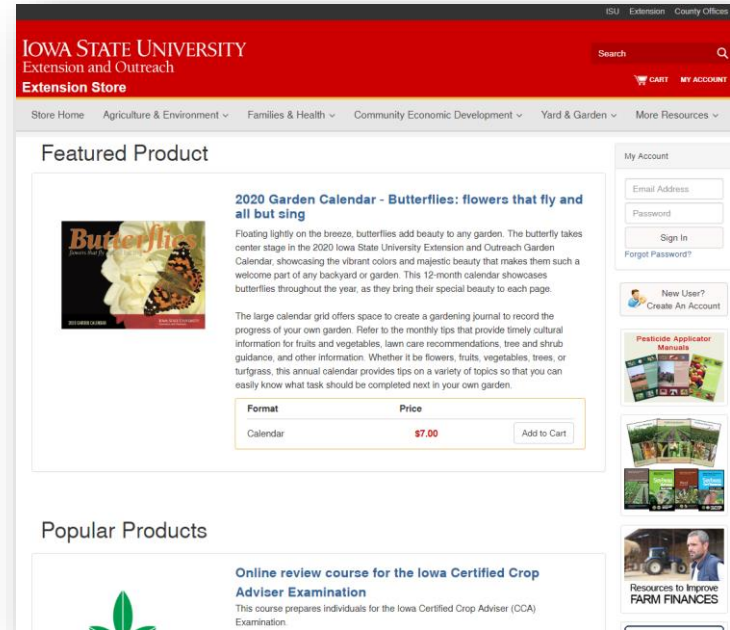 ISU Extension County Offices
IOWA STATE UNIVERSITY
Extension and Outreach
Extension Store
Search
CART MY ACCOUNT
Store Home Agriculture & Environment Families & Health Community Economic Development Yard & Garden More Resources
Featured Product
Butterflies
flowers that fly
2020 GARDEN CALENDAR
IOWA STATE UNIVERSITY
2020 Garden Calendar - Butterflies: flowers that fly and
all but sing
Floating lightly on the breeze, butterflies add beauty to any garden. The butterfly takes
center stage in the 2020 Iowa State University Extension and Outreach Garden
Calendar, showcasing the vibrant colors and majestic beauty that makes them such a
welcome part of any backyard or garden. This 12-month calendar showcases
butterflies throughout the year, as they bring their special beauty to each page.
The large calendar grid offers space to create a gardening journal to record the
progress of your own garden. Refer to the monthly tips that provide timely cultural
information for fruits and vegetables, lawn care recommendations, tree and shrub
guidance, and other information. Whether it be flowers, fruits, vegetables, trees, or
turfgrass, this annual calendar provides tips on a variety of topics so that you can
easily know what task should be completed next in your own garden.
Format Price
Calendar $7.00 Add to Cart
Popular Products
Online review course for the Iowa Certified Crop
Adviser Examination
This course prepares individuals for the Iowa Certified Crop Adviser (CCA)
Examination.
My Account
Email Address
Password
Sign In
Forgot Password?
New User?
Create An Account
Pesticide Applicator
Manuals
Resources to Improve
FARM FINANCES